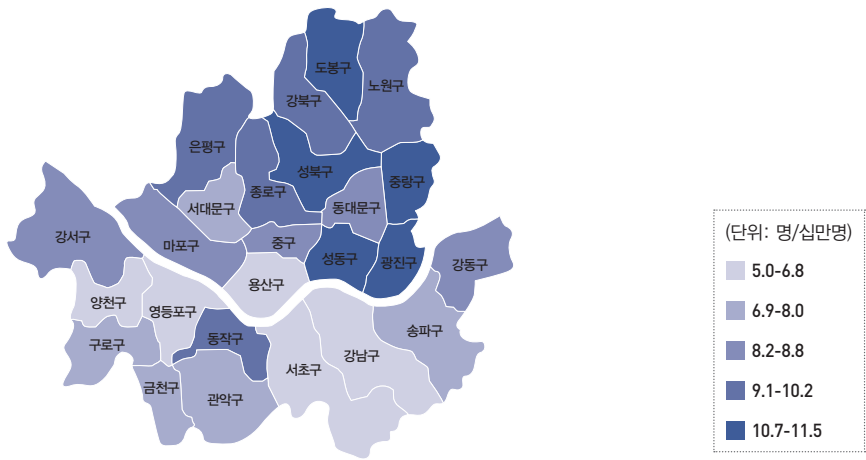 도봉구
노원구
강북구
은평구
성북구
중랑구
종로구
서대문구
동대문구
강서구
마포구
중구
성동구
광진구
강동구
용산구
양천구
영등포구
송파구
구로구
동작구
강남구
서초구
금천구
관악구
(단위: 명/십만명)
5.0-6.8
6.9-8.0
8.2-8.8
9.1-10.2
10.7-11.5